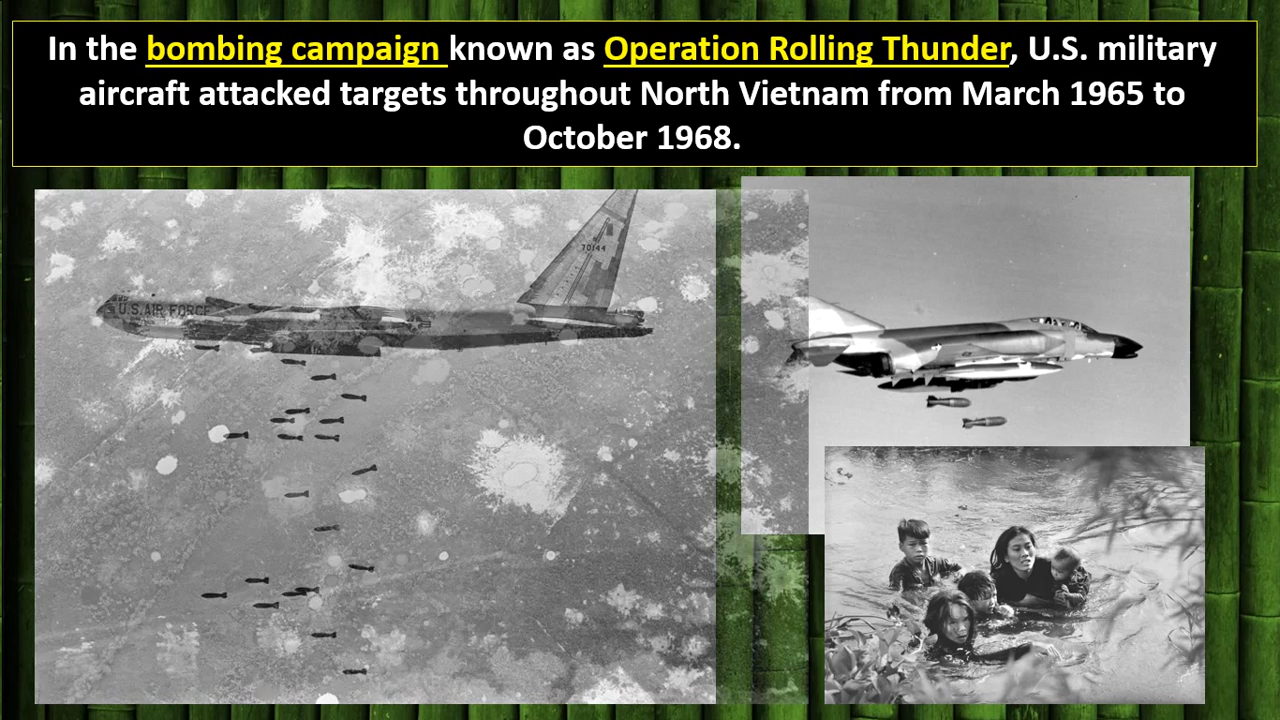 In the bombing campaign known as Operation Rolling Thunder, U.S. military
aircraft attacked targets throughout North Vietnam from March 1965 to
October 1968.
70144
U.S. AIR FORCE